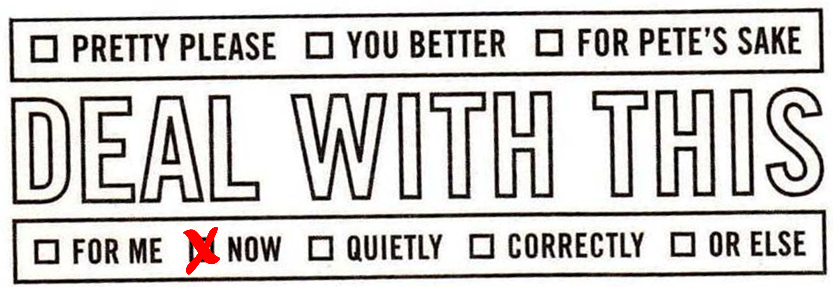 PRETTY PLEASE YOU BETTER FOR PETE'S SAKE
DEAL WITH THIS
FOR ME NOW QUIETLY CORRECTLY OR ELSE